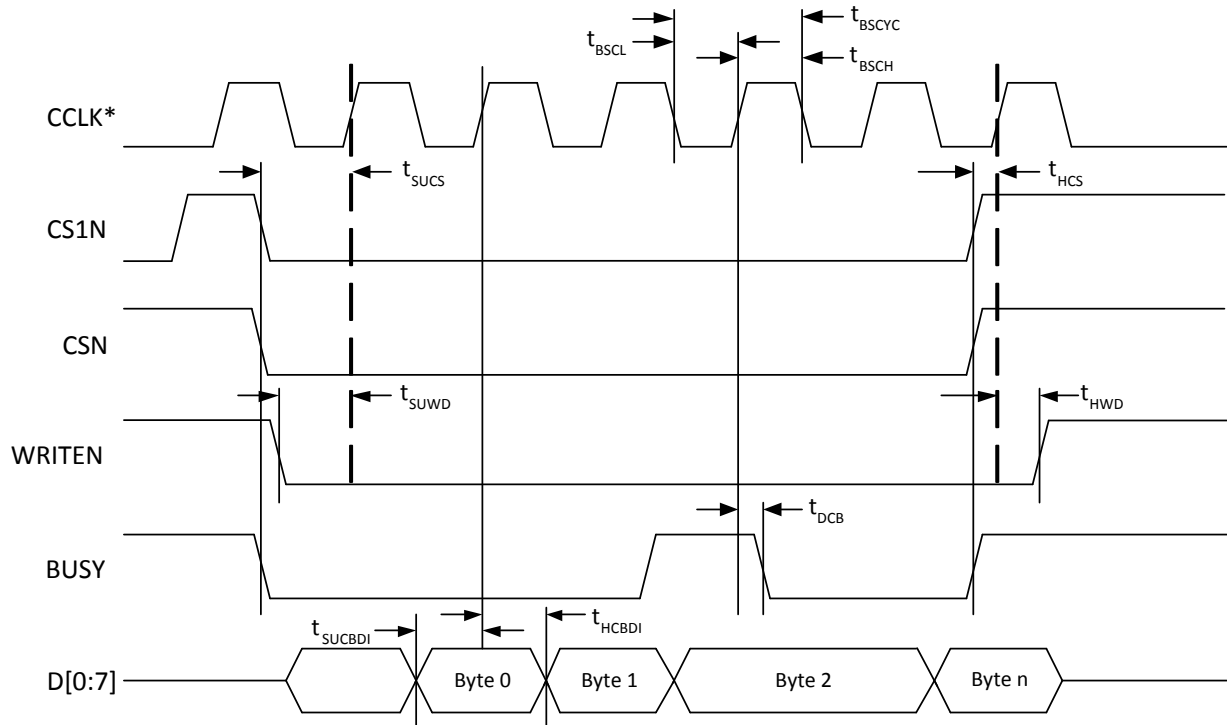 tBSCYC
tBSCL
tBSCH
CCLK*
tSUCS
tHCS
CS1N
CSN
tSUWD
tHWD
WRITEN
tDCB
BUSY
tSUCBDI
tHCBDI
D[0:7]
Byte 0
Byte 1
Byte 2
Byte n